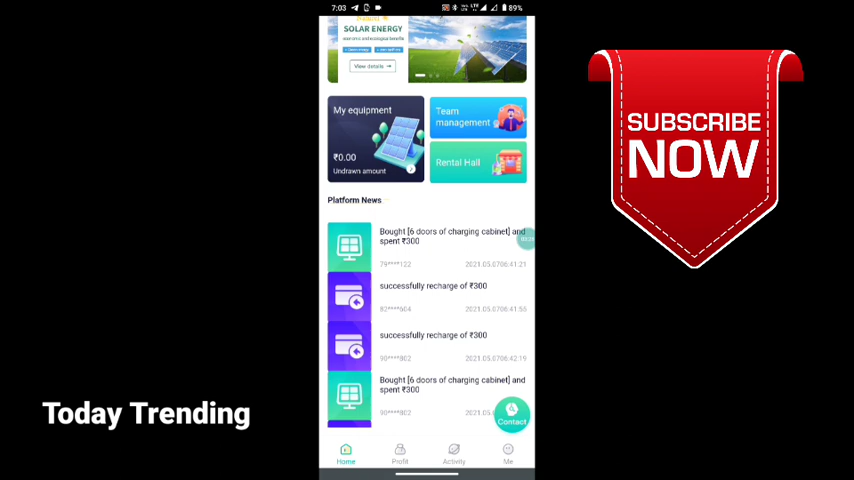 7:03
89%
SOLAR ENERGY
View details →
My equipment
₹0.00
Undrawn amount
Team
management
Rental Hall
Platform News
Bought [6 doors of charging cabinet] and
spent ₹300
79****122
2021.05.0706:41:21
successfully recharge of ₹300
82****604
2021.05.0706:41:55
successfully recharge of ₹300
90****802
2021.05.0706:42:19
Bought [6 doors of charging cabinet] and
spent ₹300
90****802
Contact
Home
Profit
Activity
Me
SUBSCRIBE
NOW
Today Trending